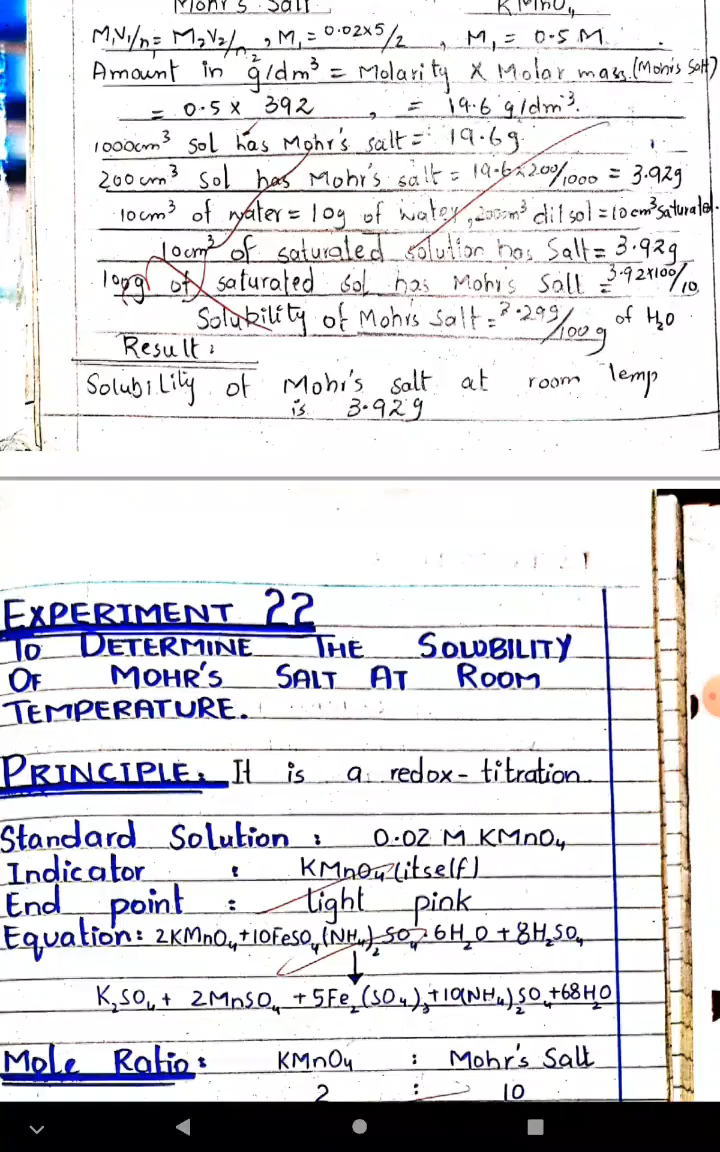 Mohr's Salt KMnO₄
M₁V₁/n₁ = M₂V₂/n₂ , M₁ = 0.02×5/2 , M₁ = 0.5 M.
Amount in g/dm³ = Molarity × Molar mass (Mohr's Salt)
= 0.5 × 392 , = 19.6 g/dm³.
1000cm³ sol has Mohr's salt = 19.6g
200cm³ sol has Mohr's salt = 19.6×200/1000 = 3.92g
10cm³ of water = 10g of water, 200cm³ dil sol = 10cm³ saturated.
10cm³ of saturated solution has Salt = 3.92g
100g of saturated sol has Mohr's Salt = 3.92×100/10
Solubility of Mohr's Salt = 3.29g/100g of H₂O
Result:
Solubility of Mohr's salt at room temp
is 3.92g
EXPERIMENT 22
TO DETERMINE THE SOLUBILITY
OF MOHR'S SALT AT ROOM
TEMPERATURE.
PRINCIPLE: It is a redox-titration
Standard Solution : 0.02 M KMnO₄
Indicator : KMnO₄ (itself)
End point : light pink
Equation: 2KMnO₄+10FeSO₄(NH₄)₂SO₄.6H₂O + 8H₂SO₄
↓
K₂SO₄ + 2MnSO₄ + 5Fe₂(SO₄)₃+10(NH₄)₂SO₄+68H₂O
Mole Ratio: KMnO₄ : Mohr's Salt
2 : 10